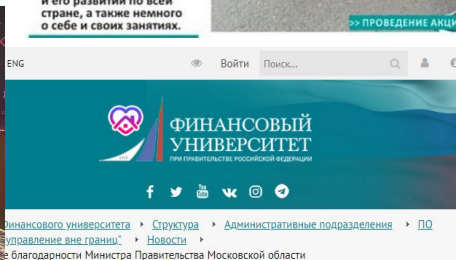 и его развитии по всей
стране, а также немного
о себе и своих занятиях.
>> ПРОВЕДЕНИЕ АКЦИ
ENG
Войти
Поиск...
ФИНАНСОВЫЙ
УНИВЕРСИТЕТ
ПРИ ПРАВИТЕЛЬСТВЕ РОССИЙСКОЙ ФЕДЕРАЦИИ
Финансового университета ‣ Структура ‣ Административные подразделения ‣ ПО
управление вне границ" ‣ Новости ‣
е благодарности Министра Правительства Московской области